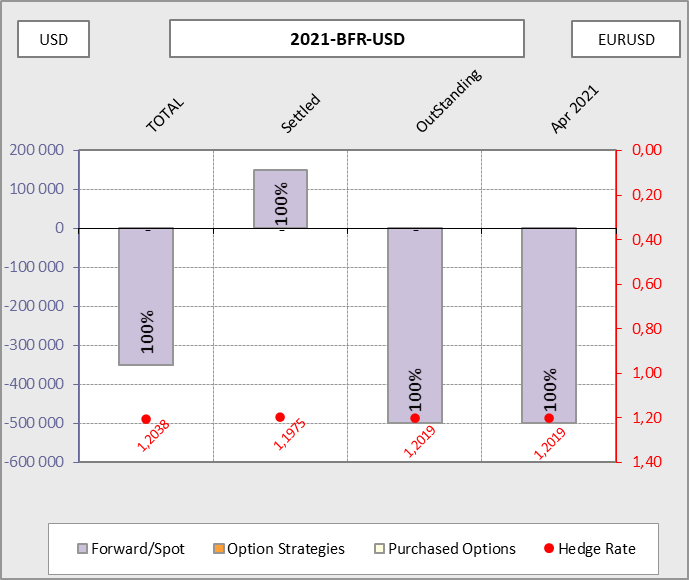 USD
2021-BFR-USD
EURUSD
TOTAL
Settled
OutStanding
Apr 2021
200 000
100 000
0
-100 000
-200 000
-300 000
-400 000
-500 000
-600 000
0,00
0,20
0,40
0,60
0,80
1,00
1,20
1,40
100%
100%
100%
100%
1,2038
1,1975
1,2019
1,2019
Forward/Spot
Option Strategies
Purchased Options
Hedge Rate